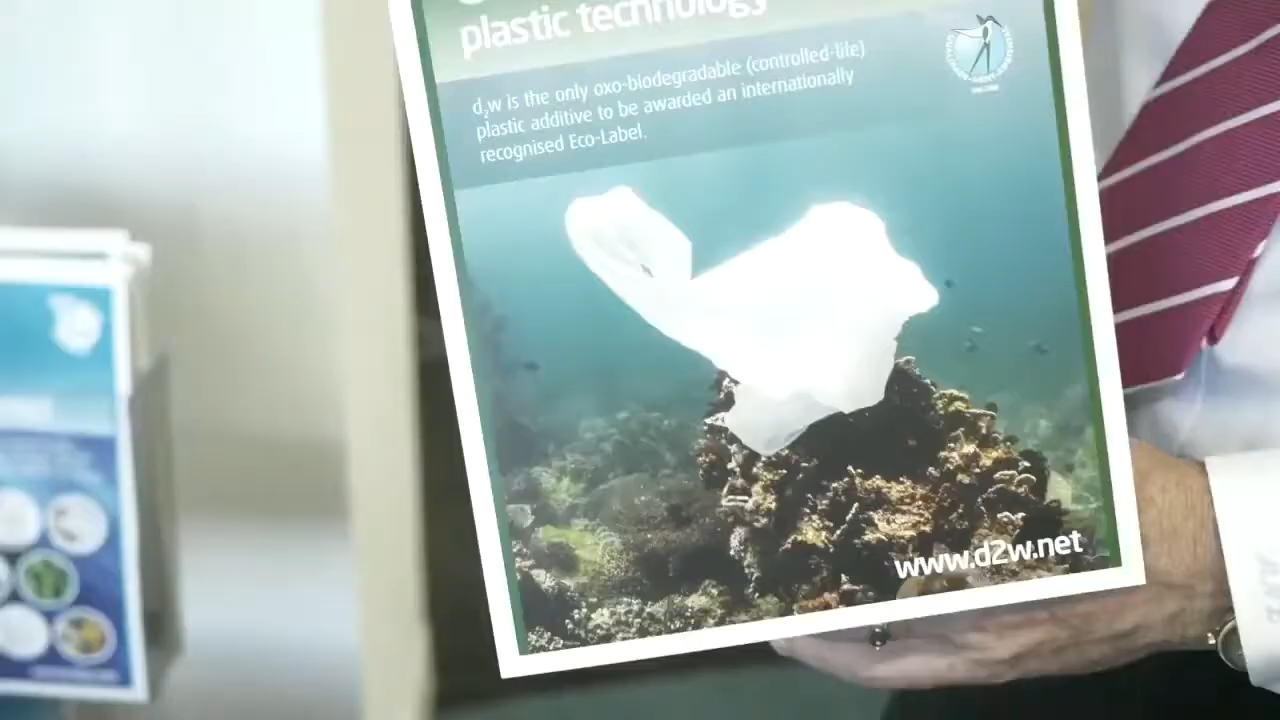 plastic technology
d₂w is the only oxo-biodegradable (controlled-life)
plastic additive to be awarded an internationally
recognised Eco-Label.
www.d2w.net